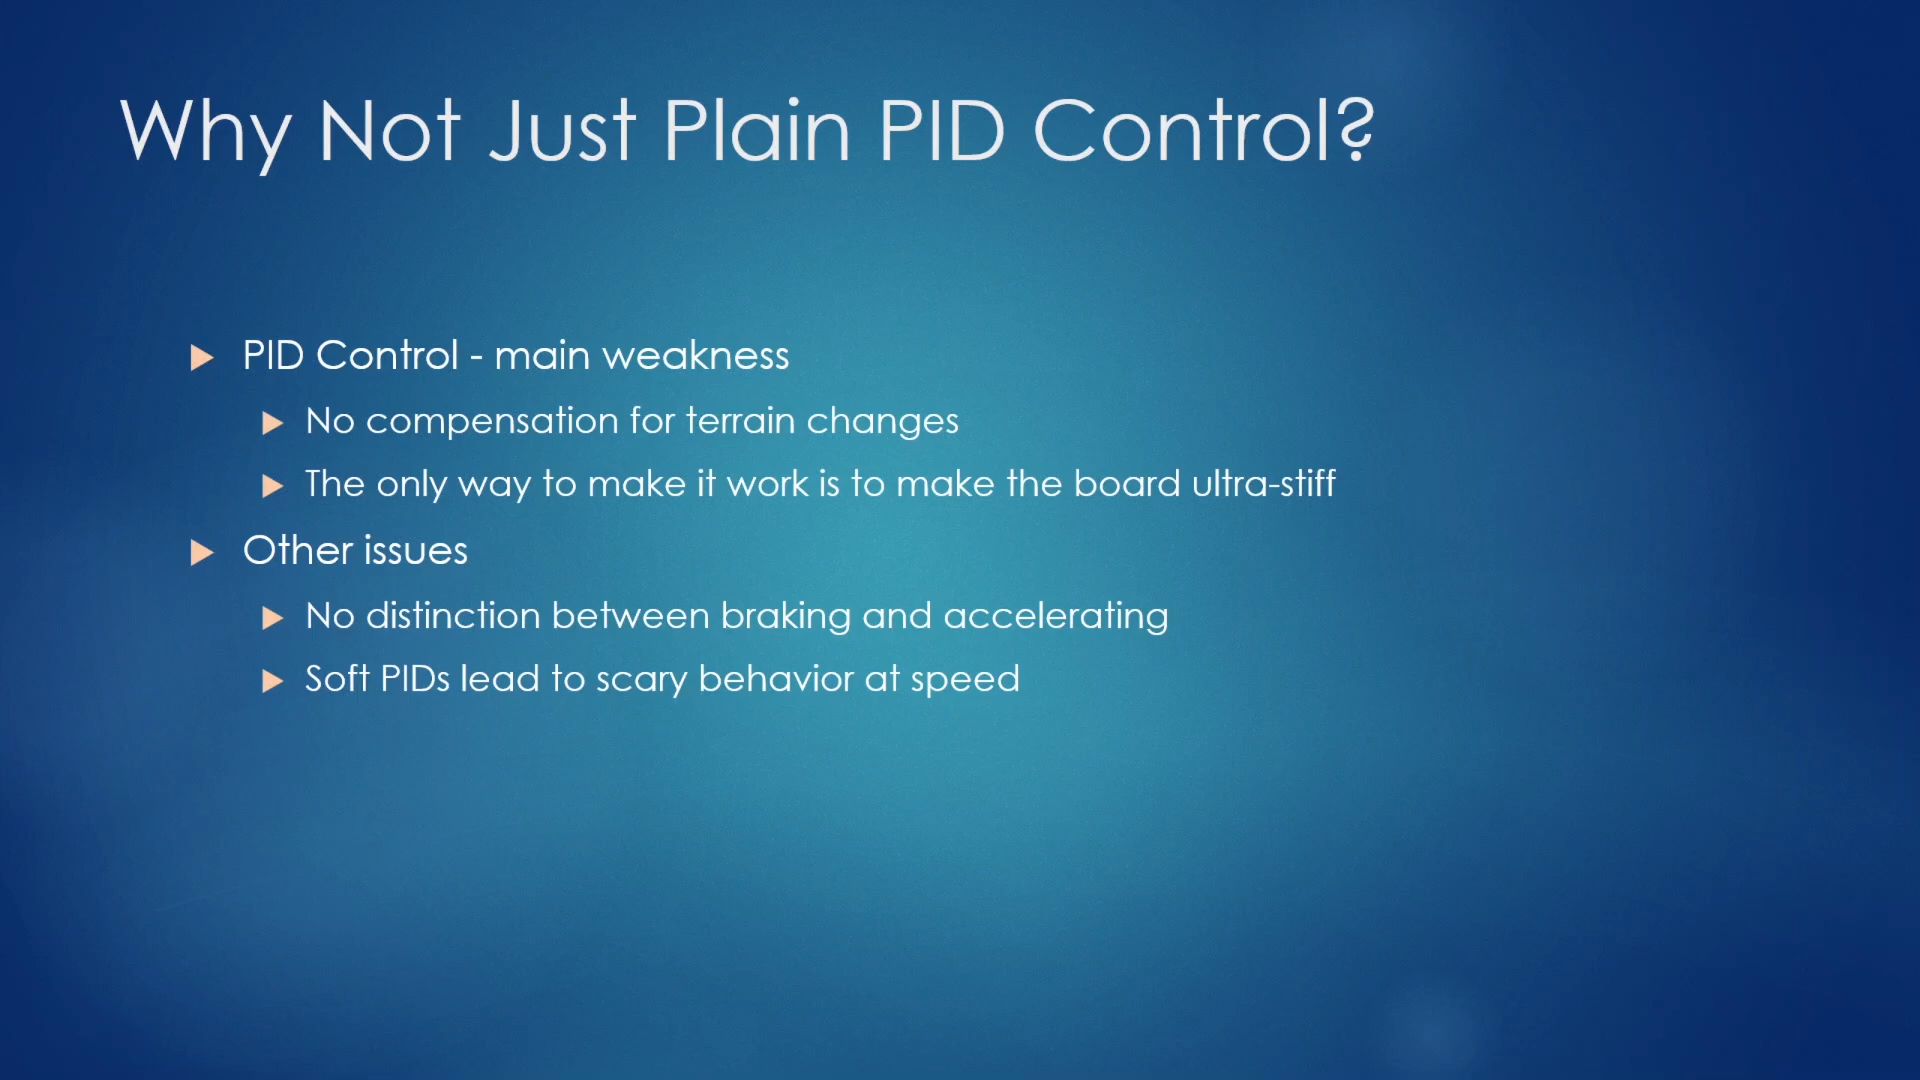 Why Not Just Plain PID Control?
PID Control - main weakness
No compensation for terrain changes
The only way to make it work is to make the board ultra-stiff
Other issues
No distinction between braking and accelerating
Soft PIDs lead to scary behavior at speed